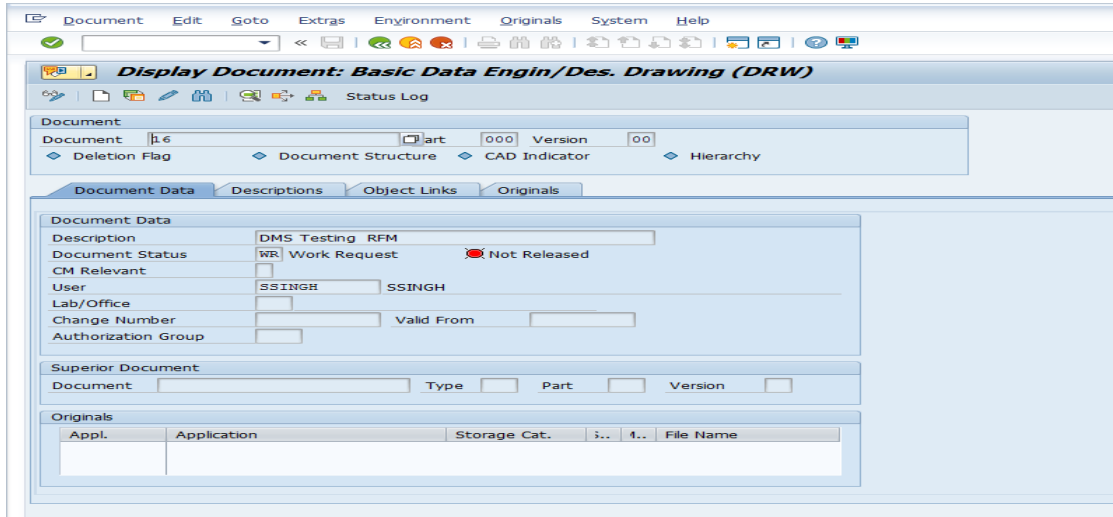 Document Edit Goto Extras Environment Originals System Help
Display Document: Basic Data Engin/Des. Drawing (DRW)
Status Log
Document
Document 16 art 000 Version 00
Deletion Flag Document Structure CAD Indicator Hierarchy
Document Data Descriptions Object Links Originals
Document Data
Description DMS Testing RFM
Document Status WR Work Request Not Released
CM Relevant
User SSINGH SSINGH
Lab/Office
Change Number Valid From
Authorization Group
Superior Document
Document Type Part Version
Originals
Appl. Application Storage Cat. File Name